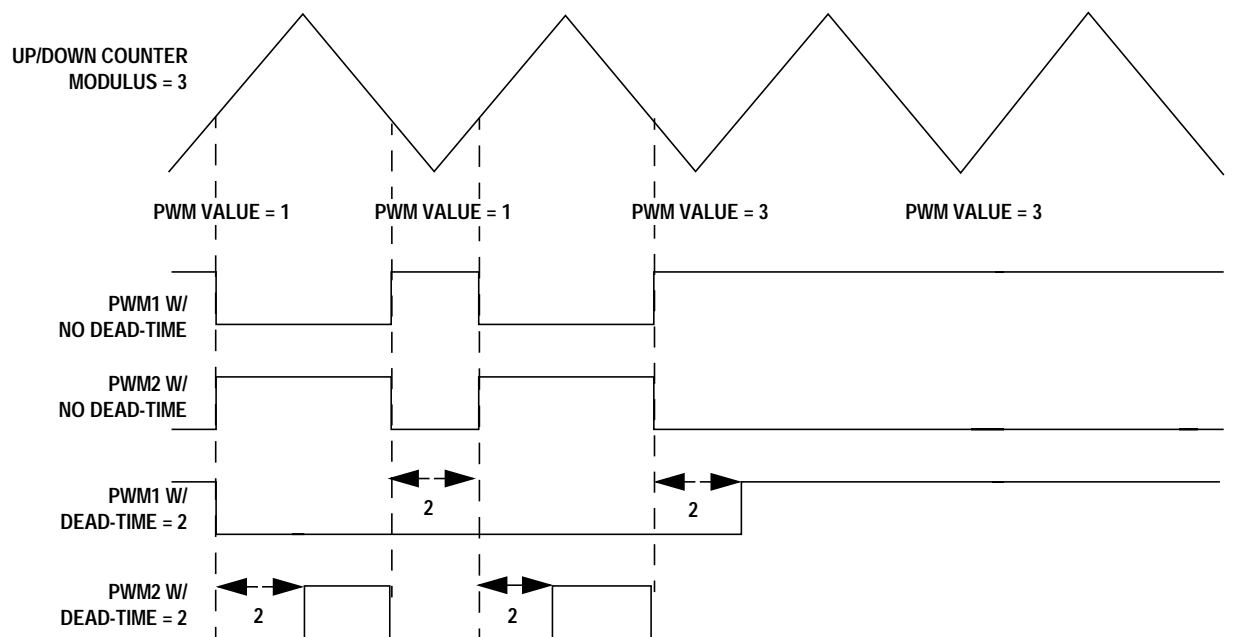 UP/DOWN COUNTER
MODULUS = 3
PWM VALUE = 1
PWM VALUE = 1
PWM VALUE = 3
PWM VALUE = 3
PWM1 W/
NO DEAD-TIME
PWM2 W/
NO DEAD-TIME
PWM1 W/
DEAD-TIME = 2
2
2
PWM2 W/
DEAD-TIME = 2
2
2